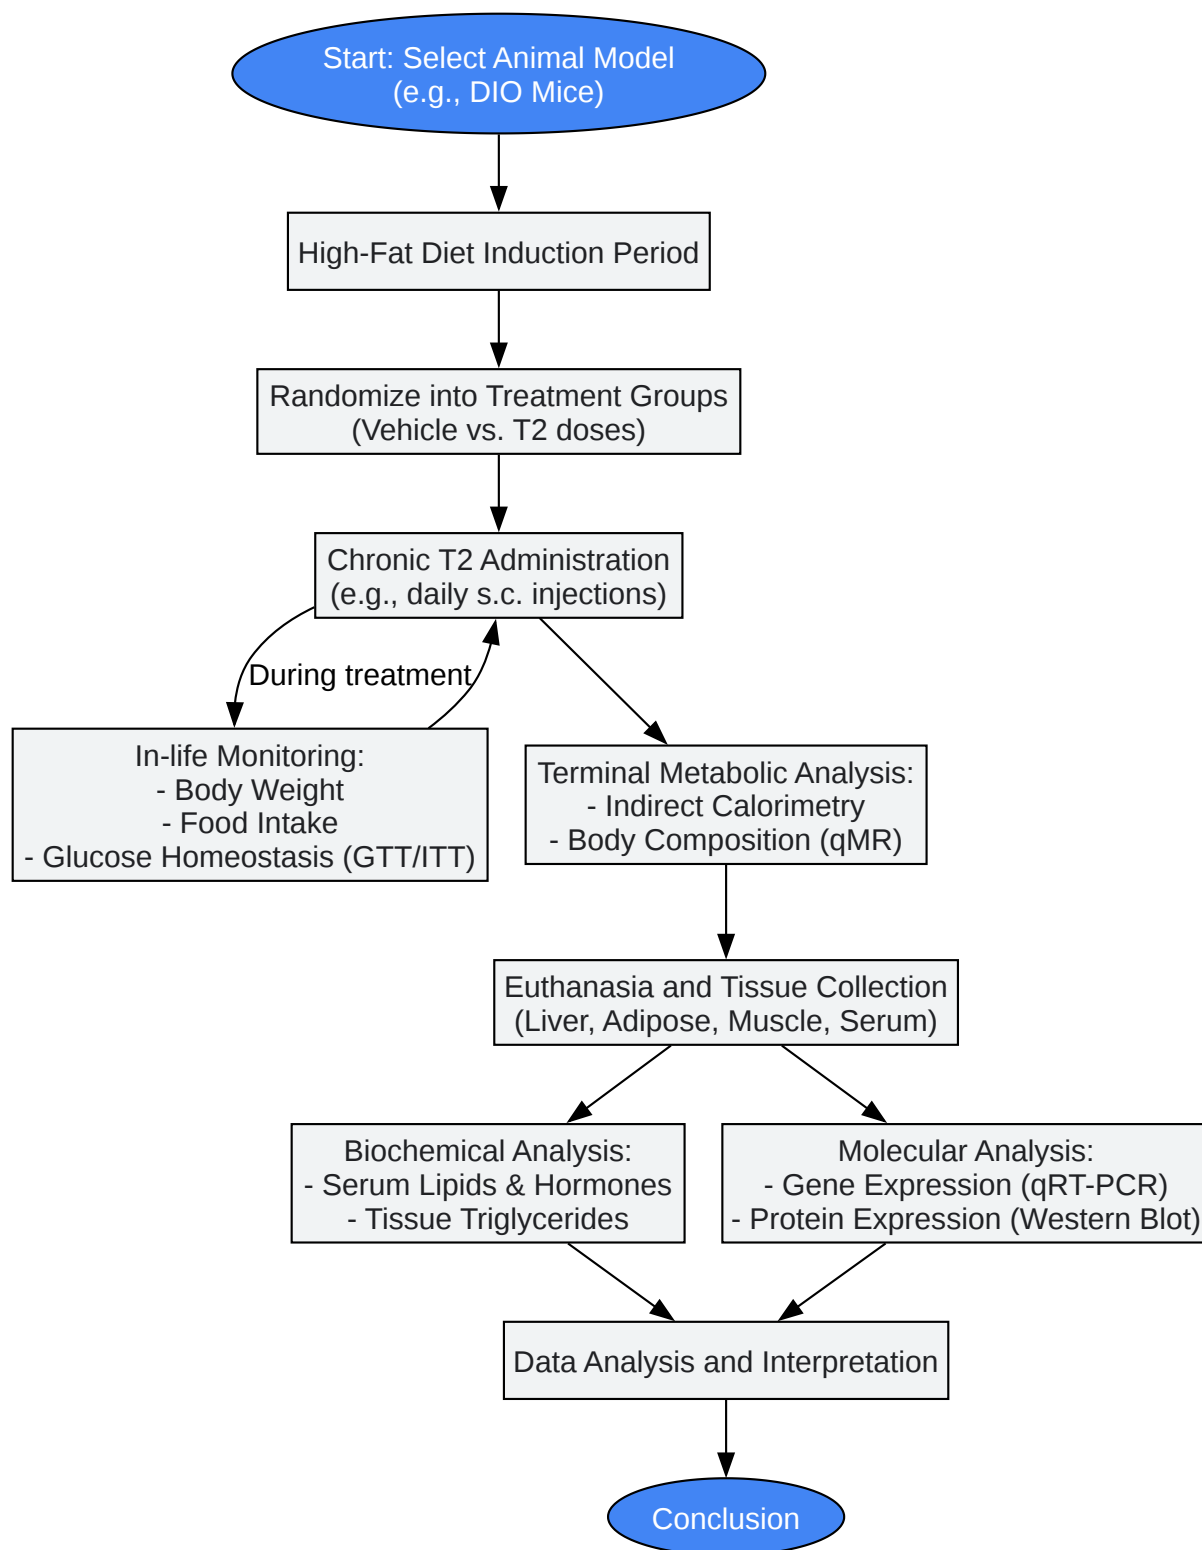 Start: Select Animal Model
(e.g., DIO Mice)
High-Fat Diet Induction Period
Randomize into Treatment Groups
(Vehicle vs. T2 doses)
Chronic T2 Administration
(e.g., daily s.c. injections)
During treatment
In-life Monitoring:
- Body Weight
- Food Intake
- Glucose Homeostasis (GTT/ITT)
Terminal Metabolic Analysis:
- Indirect Calorimetry
- Body Composition (qMR)
Euthanasia and Tissue Collection
(Liver, Adipose, Muscle, Serum)
Biochemical Analysis:
- Serum Lipids & Hormones
- Tissue Triglycerides
Molecular Analysis:
- Gene Expression (qRT-PCR)
- Protein Expression (Western Blot)
Data Analysis and Interpretation
Conclusion